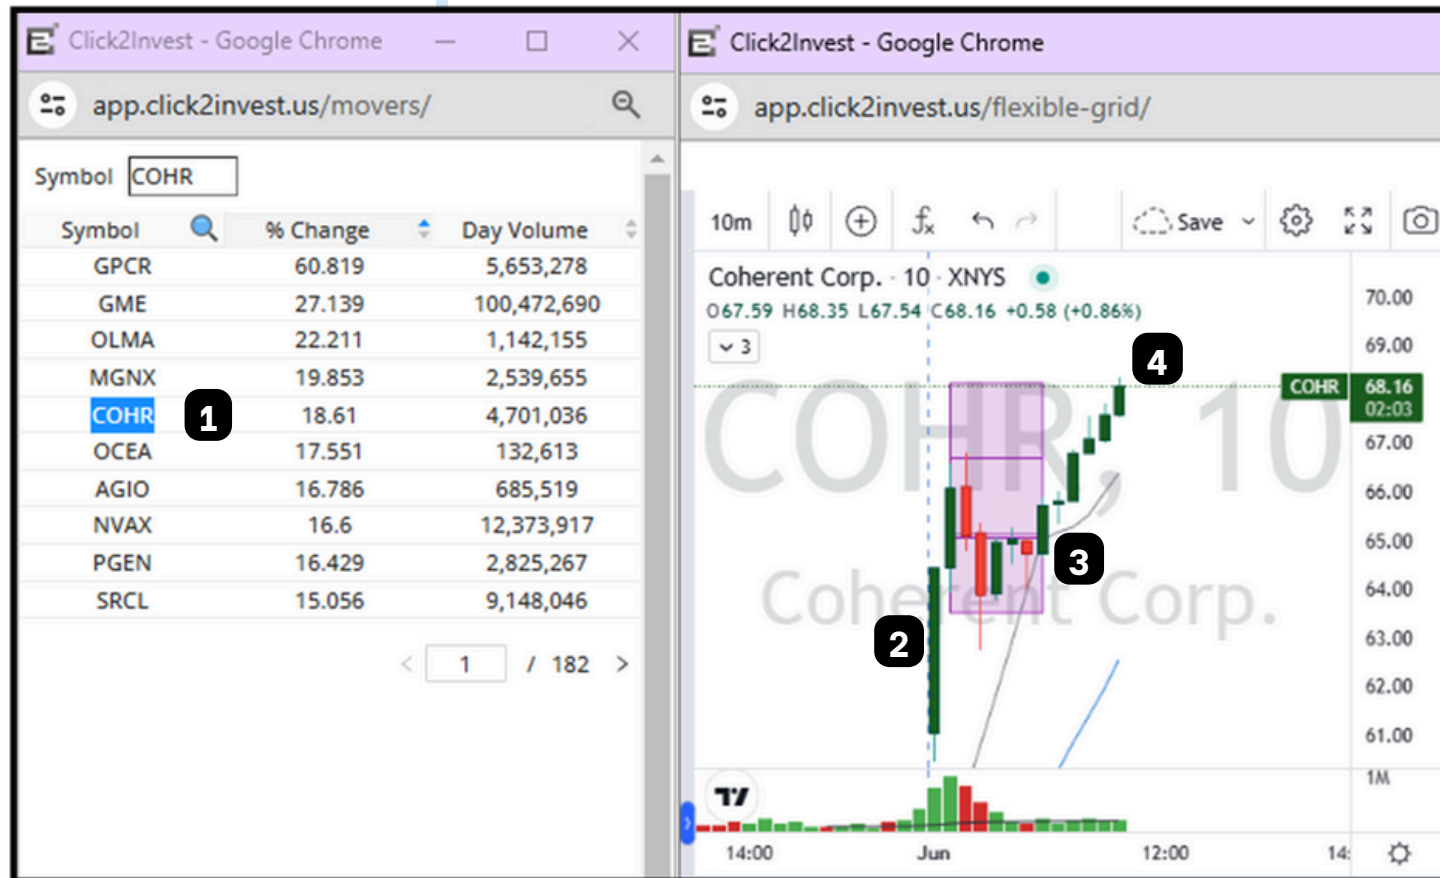 Click2Invest - Google Chrome
app.click2invest.us/movers/
Symbol COHR
Symbol % Change Day Volume
GPCR 60.819 5,653,278
GME 27.139 100,472,690
OLMA 22.211 1,142,155
MGNX 19.853 2,539,655
COHR 1 18.61 4,701,036
OCEA 17.551 132,613
AGIO 16.786 685,519
NVAX 16.6 12,373,917
PGEN 16.429 2,825,267
SRCL 15.056 9,148,046
< 1 / 182 >
Click2Invest - Google Chrome
app.click2invest.us/flexible-grid/
10m fx Save
Coherent Corp. · 10 · XNYS
O67.59 H68.35 L67.54 C68.16 +0.58 (+0.86%)
3
4
COHR, 10
Coherent Corp.
3
2
70.00
69.00
COHR 68.16
02:03
67.00
66.00
65.00
64.00
63.00
62.00
61.00
1M
14:00 Jun 12:00 14: